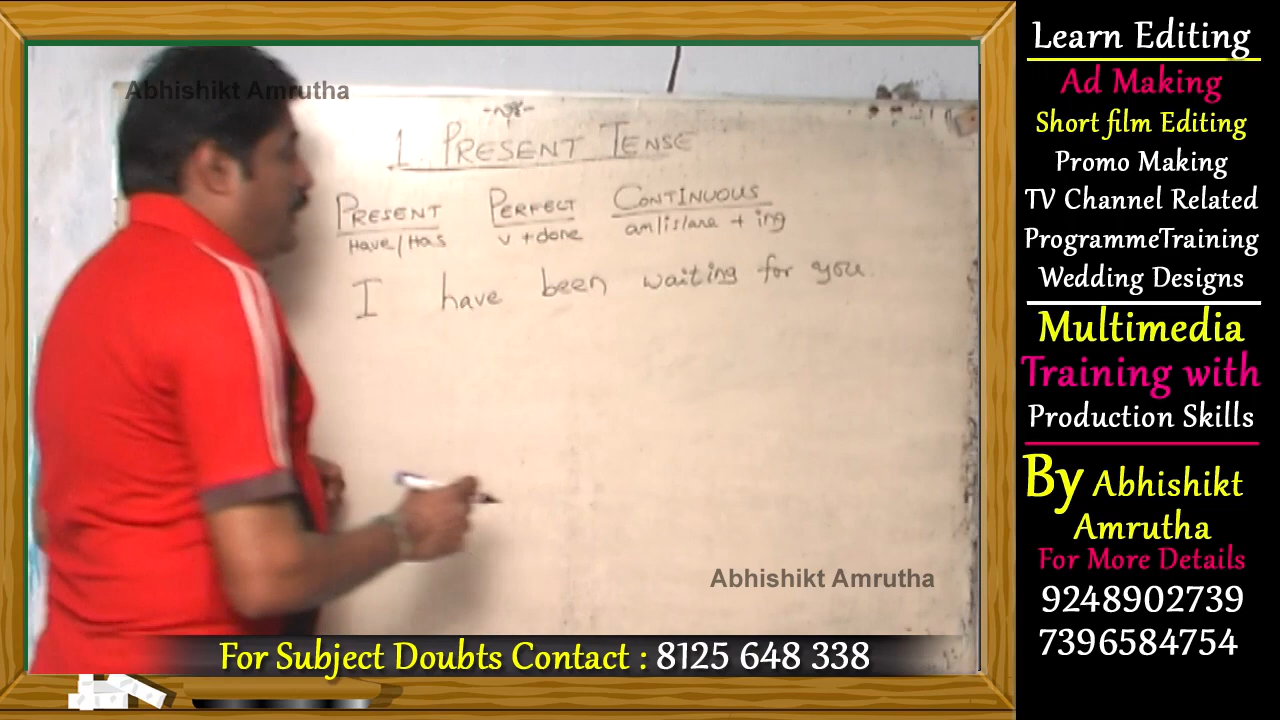 Abhishikt Amrutha
1. PRESENT TENSE
PRESENT PERFECT CONTINUOUS
Have/Has v+done am/is/are + ing
I have been waiting for you
Abhishikt Amrutha
For Subject Doubts Contact : 8125 648 338
Learn Editing
Ad Making
Short film Editing
Promo Making
TV Channel Related
ProgrammeTraining
Wedding Designs
Multimedia
Training with
Production Skills
By Abhishikt
Amrutha
For More Details
9248902739
7396584754